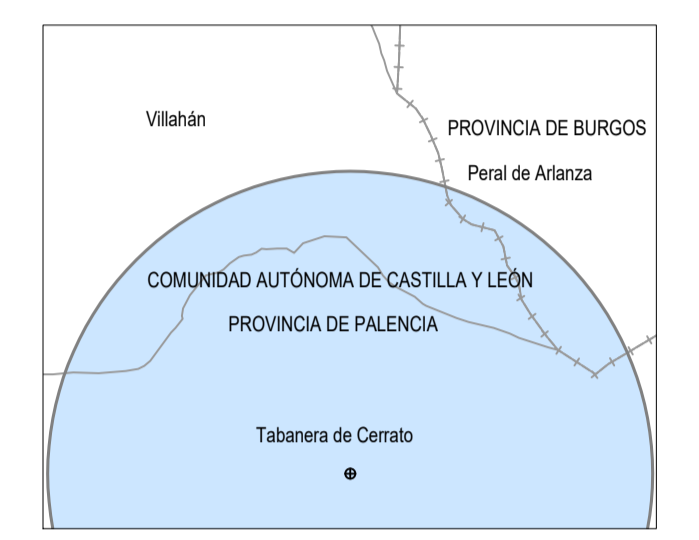 Villahán
PROVINCIA DE BURGOS
Peral de Arlanza
COMUNIDAD AUTÓNOMA DE CASTILLA Y LEÓN
PROVINCIA DE PALENCIA
Tabanera de Cerrato